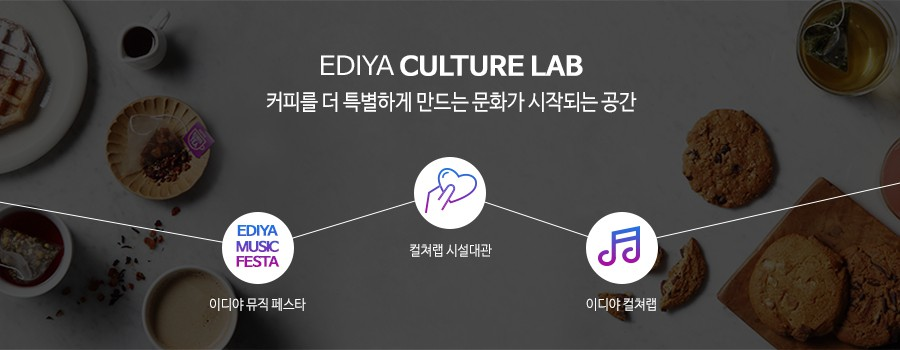 EDIYA CULTURE LAB
커피를 더 특별하게 만드는 문화가 시작되는 공간
EDIYA
MUSIC
FESTA
이디야 뮤직 페스타
컬쳐랩 시설대관
이디야 컬쳐랩